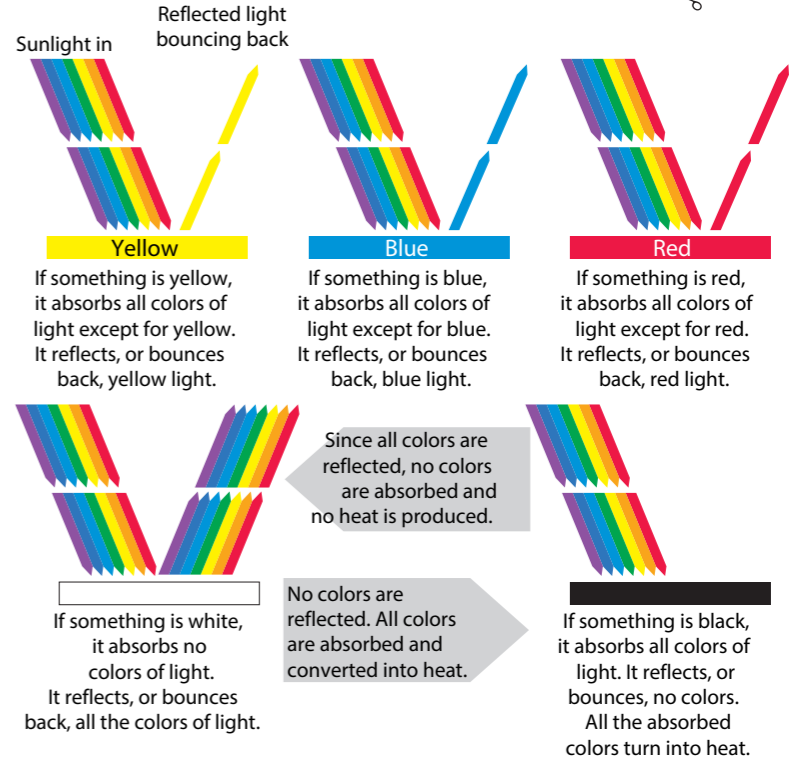 Reflected light
bouncing back
Sunlight in
Yellow
If something is yellow,
it absorbs all colors of
light except for yellow.
It reflects, or bounces
back, yellow light.
Blue
If something is blue,
it absorbs all colors of
light except for blue.
It reflects, or bounces
back, blue light.
Red
If something is red,
it absorbs all colors of
light except for red.
It reflects, or bounces
back, red light.
Since all colors are
reflected, no colors
are absorbed and
no heat is produced.
If something is white,
it absorbs no
colors of light.
It reflects, or bounces
back, all the colors of light.
No colors are
reflected. All colors
are absorbed and
converted into heat.
If something is black,
it absorbs all colors of
light. It reflects, or
bounces, no colors.
All the absorbed
colors turn into heat.